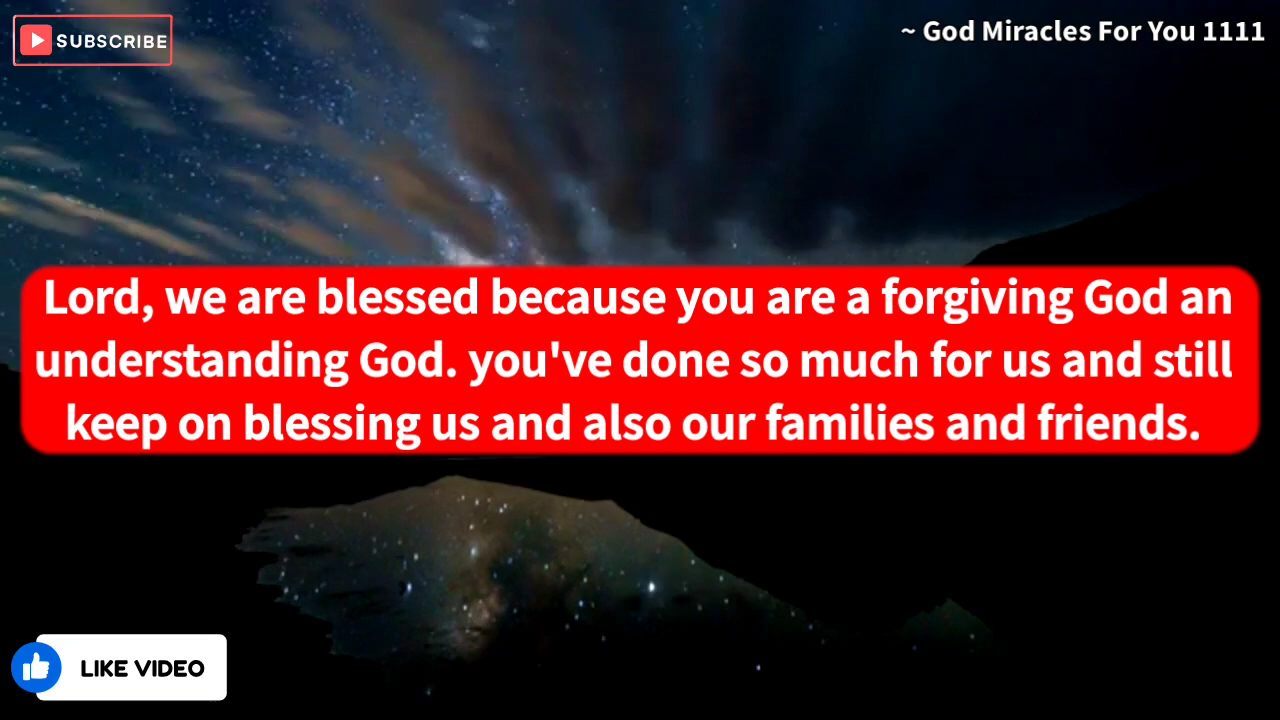 SUBSCRIBE
~ God Miracles For You 1111
Lord, we are blessed because you are a forgiving God an
understanding God. you've done so much for us and still
keep on blessing us and also our families and friends.
LIKE VIDEO